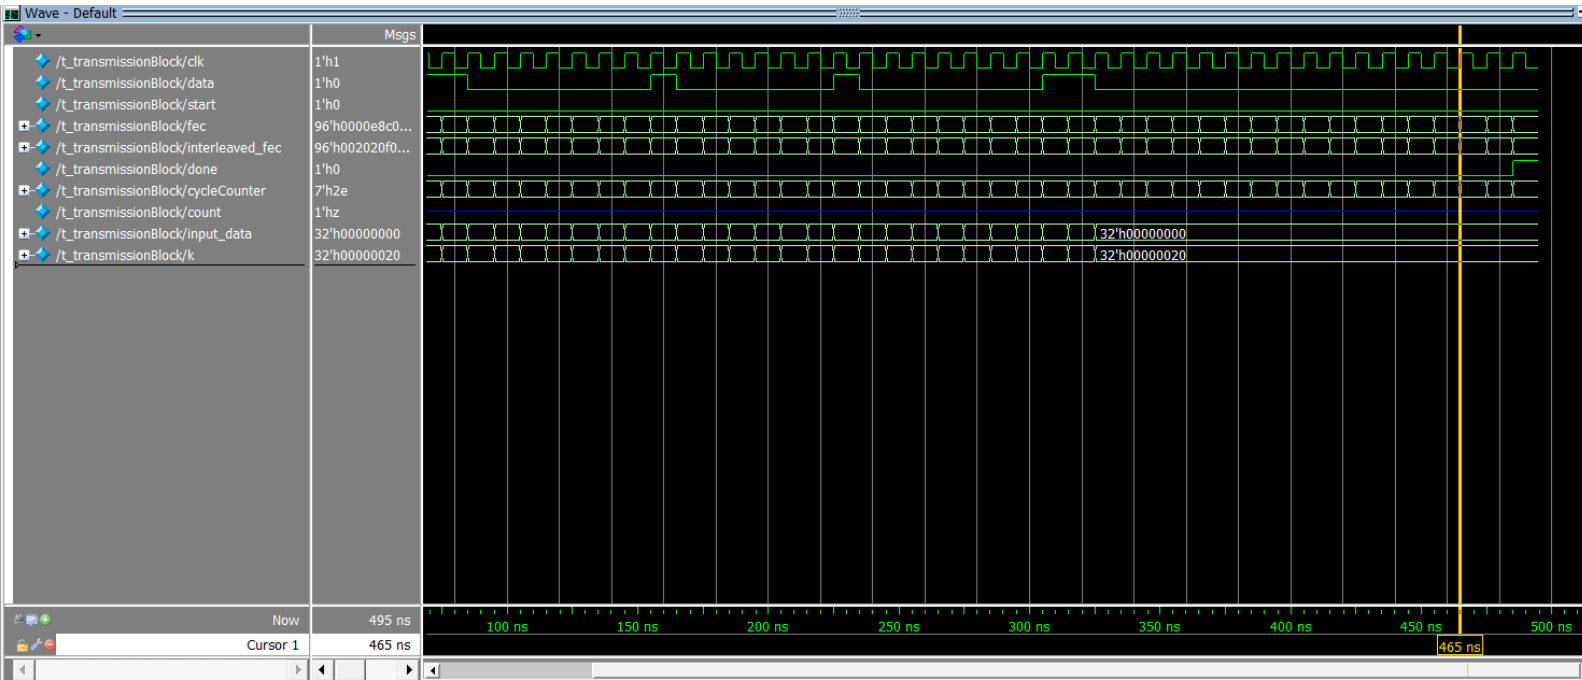 Wave - Default
Msgs
/t_transmissionBlock/clk 1'h1
/t_transmissionBlock/data 1'h0
/t_transmissionBlock/start 1'h0
/t_transmissionBlock/fec 96'h0000e8c0...
/t_transmissionBlock/interleaved_fec 96'h002020f0...
/t_transmissionBlock/done 1'h0
/t_transmissionBlock/cycleCounter 7'h2e
/t_transmissionBlock/count 1'hz
/t_transmissionBlock/input_data 32'h00000000 32'h00000000
/t_transmissionBlock/k 32'h00000020 32'h00000020
Now 495 ns 100 ns 150 ns 200 ns 250 ns 300 ns 350 ns 400 ns 450 ns 500 ns
Cursor 1 465 ns 465 ns